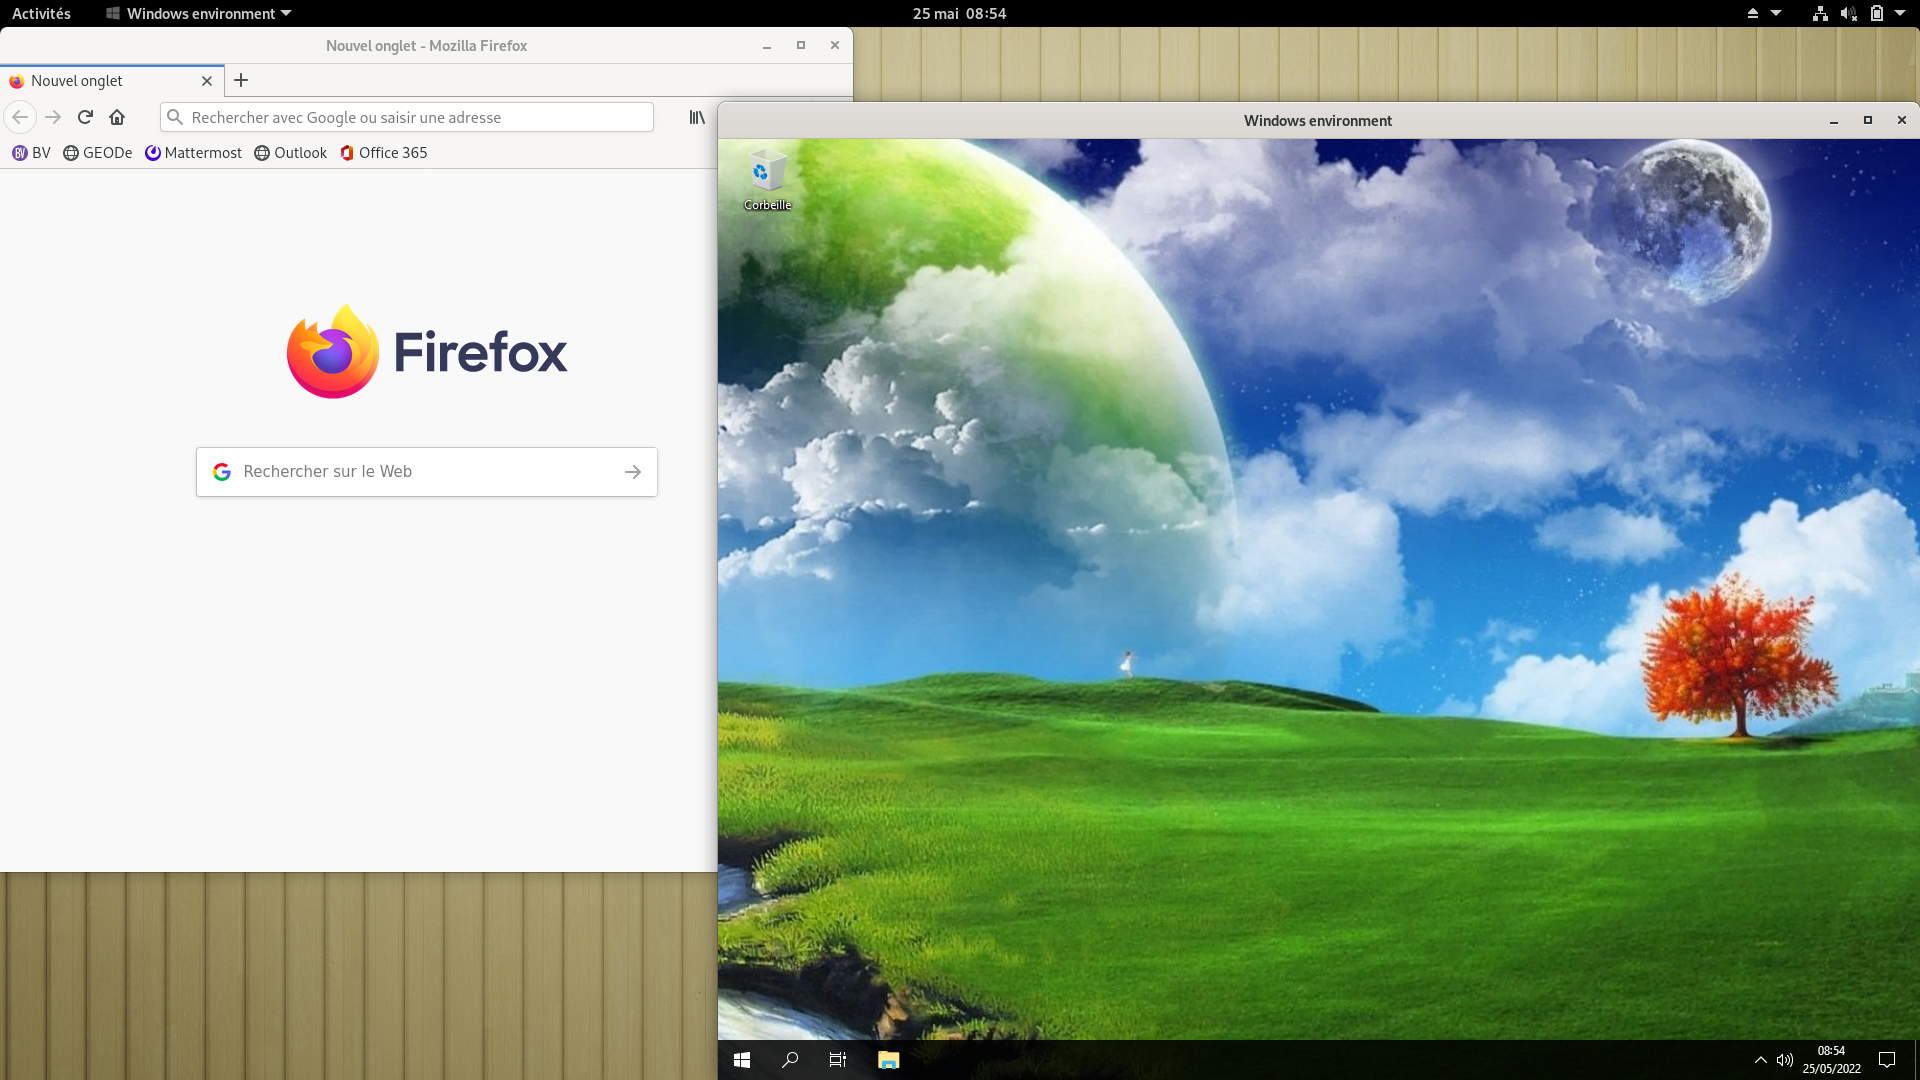 Activités
Windows environment
25 mai 08:54
Nouvel onglet - Mozilla Firefox
Nouvel onglet
Rechercher avec Google ou saisir une adresse
BV
BV
GEODe
Mattermost
Outlook
Office 365
Firefox
Rechercher sur le Web
Windows environment
Corbeille
08:54
25/05/2022